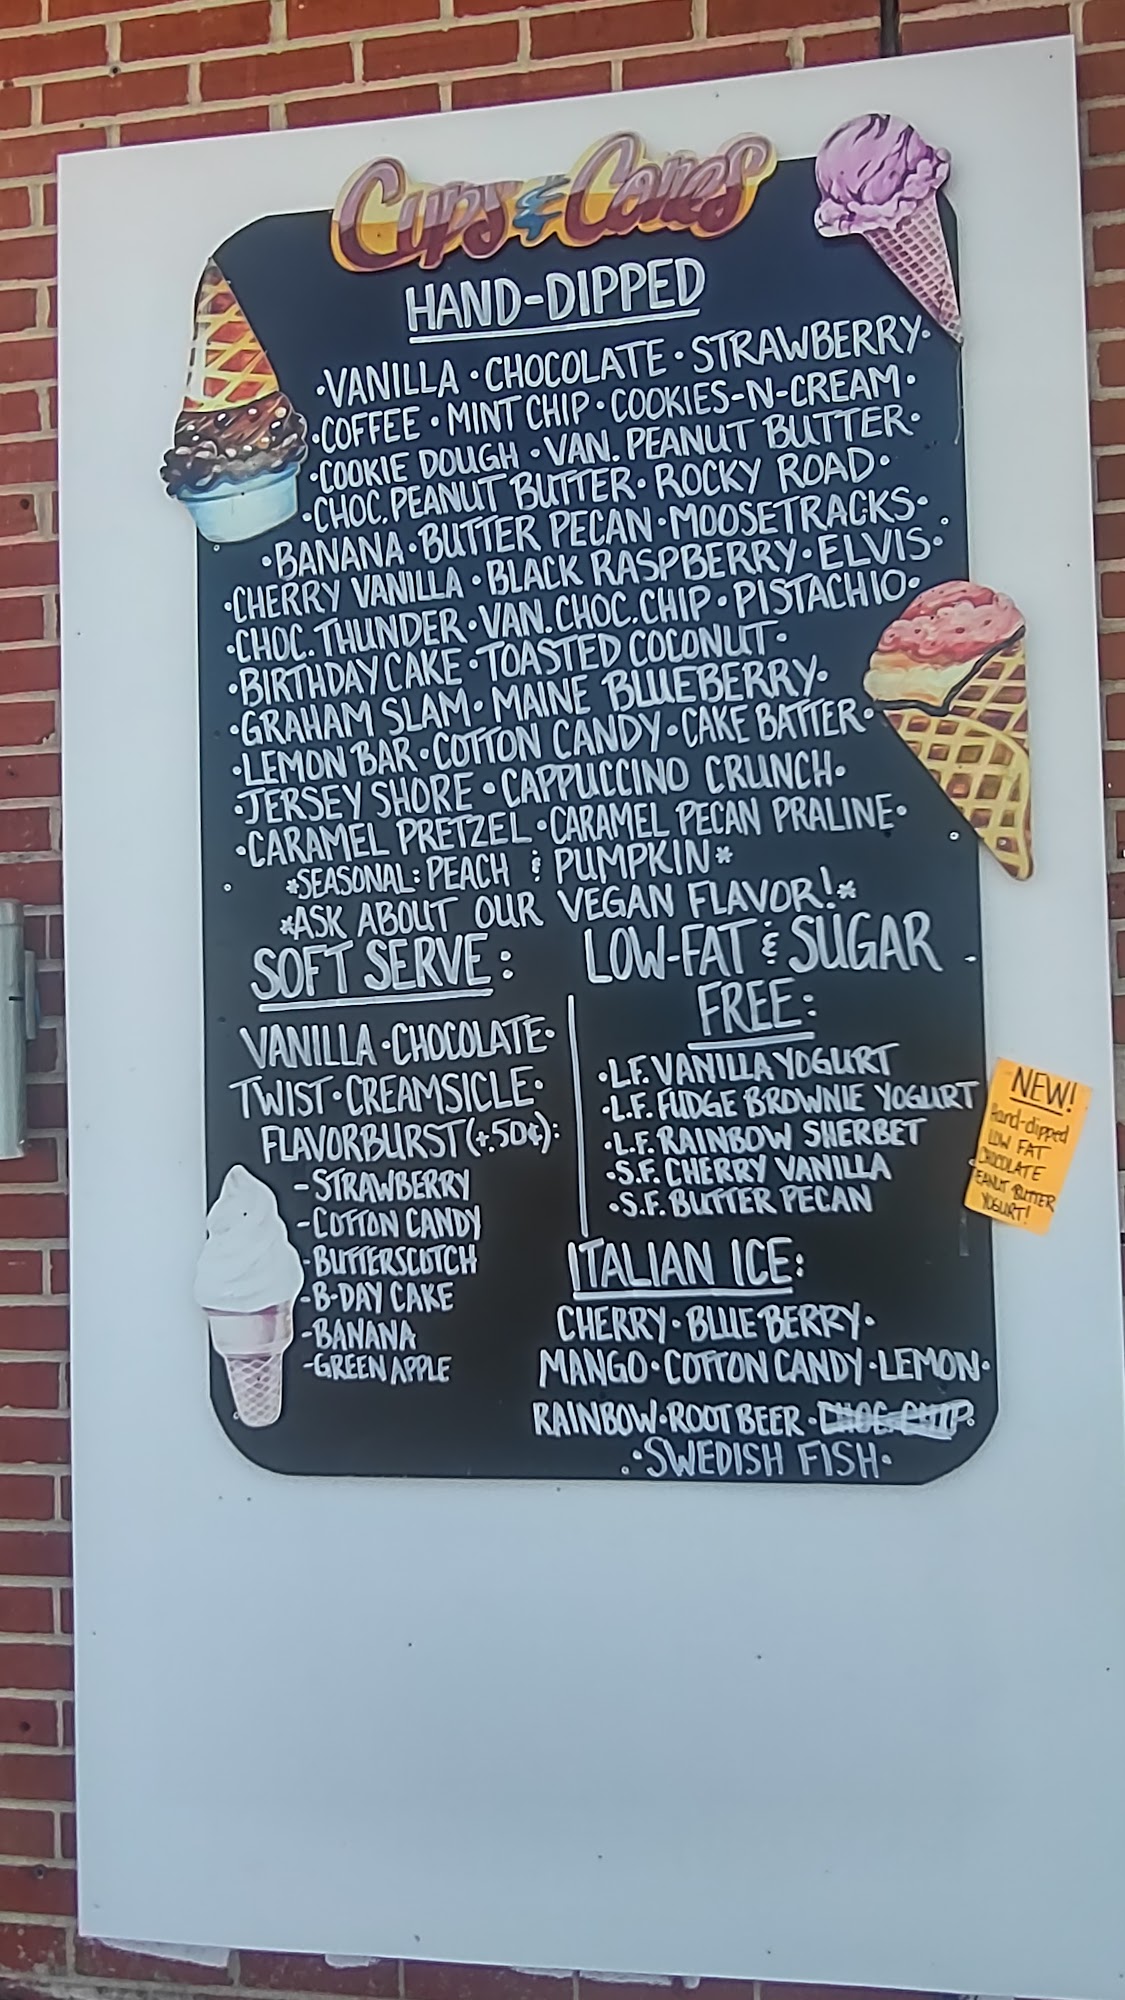 Cups & Cones
HAND-DIPPED
•VANILLA•CHOCOLATE•STRAWBERRY•
•COFFEE•MINT CHIP•COOKIES-N-CREAM•
•COOKIE DOUGH•VAN. PEANUT BUTTER•
•CHOC. PEANUT BUTTER•ROCKY ROAD•
•BANANA•BUTTER PECAN•MOOSETRACKS•
•CHERRY VANILLA•BLACK RASPBERRY•ELVIS•
•CHOC. THUNDER•VAN. CHOC. CHIP•PISTACHIO•
•BIRTHDAY CAKE•TOASTED COCONUT•
•GRAHAM SLAM•MAINE BLUEBERRY•
•LEMON BAR•COTTON CANDY•CAKE BATTER•
•JERSEY SHORE•CAPPUCCINO CRUNCH•
•CARAMEL PRETZEL•CARAMEL PECAN PRALINE•
*SEASONAL: PEACH & PUMPKIN*
*ASK ABOUT OUR VEGAN FLAVOR!*
SOFT SERVE:
VANILLA•CHOCOLATE•
TWIST•CREAMSICLE•
FLAVORBURST (+.50¢):
-STRAWBERRY
-COTTON CANDY
-BUTTERSCOTCH
-B-DAY CAKE
-BANANA
-GREEN APPLE
LOW-FAT & SUGAR
FREE:
•L.F. VANILLA YOGURT
•L.F. FUDGE BROWNIE YOGURT
•L.F. RAINBOW SHERBET
•S.F. CHERRY VANILLA
•S.F. BUTTER PECAN
NEW!
Hand-dipped
LOW FAT
CHOCOLATE
PEANUT BUTTER
YOGURT!
ITALIAN ICE:
CHERRY•BLUEBERRY•
MANGO•COTTON CANDY•LEMON•
RAINBOW•ROOT BEER•CHOC. CHIP•
•SWEDISH FISH•